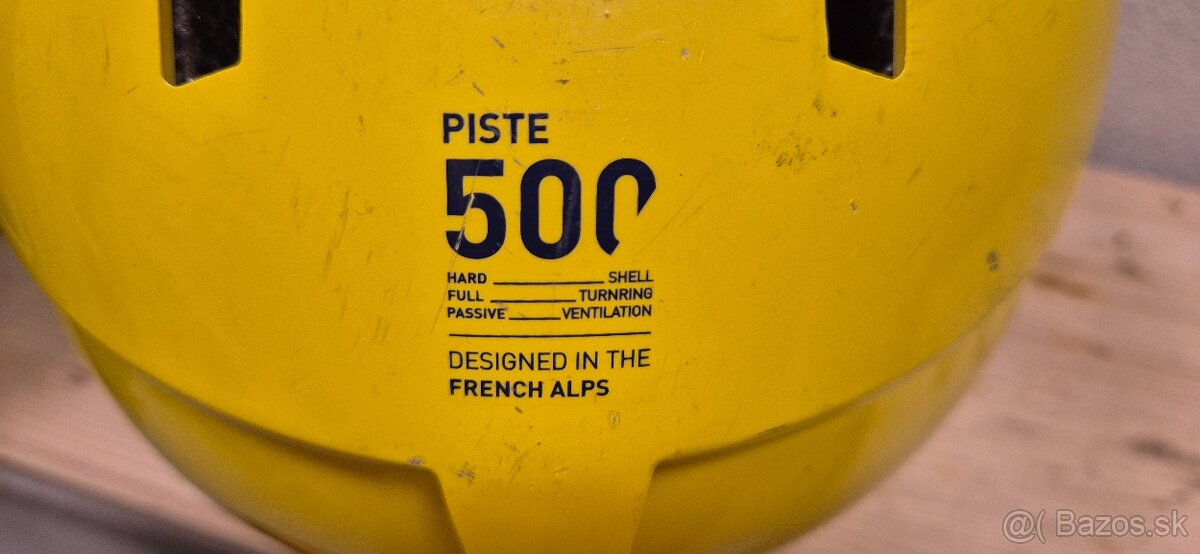 PISTE
500
HARD SHELL
FULL TURNRING
PASSIVE VENTILATION
DESIGNED IN THE
FRENCH ALPS
@( Bazos.sk